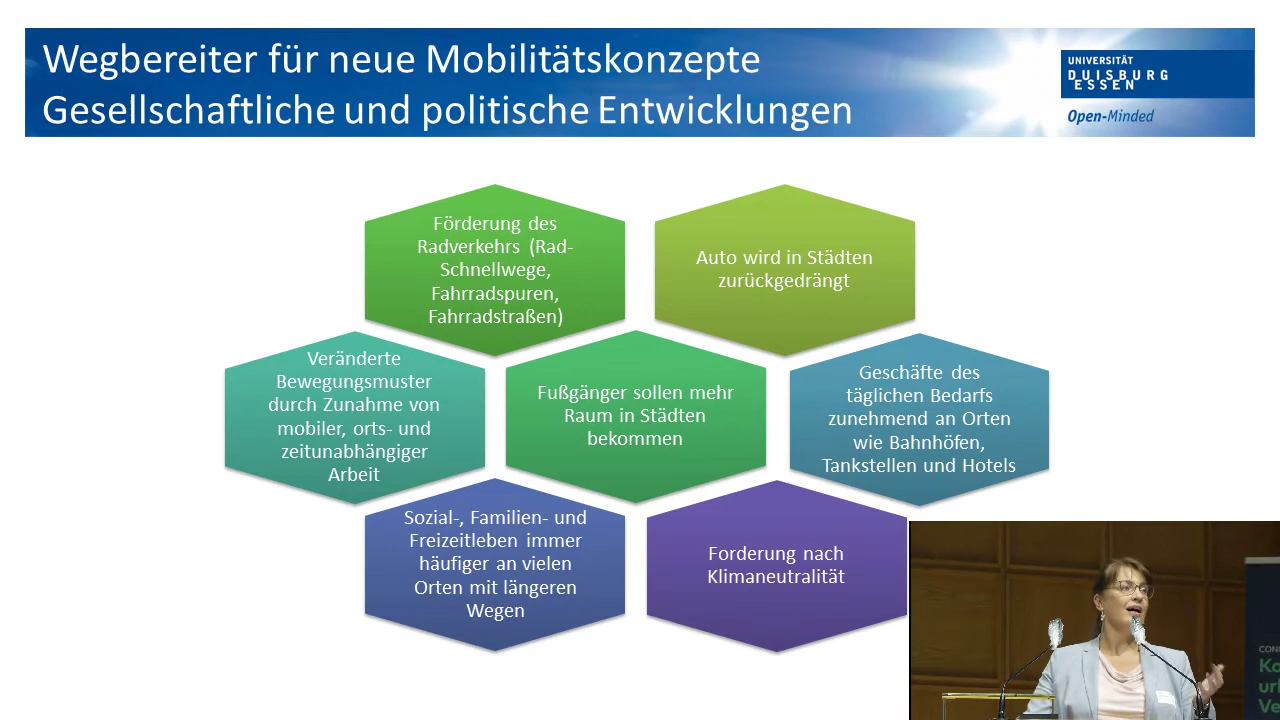 Wegbereiter für neue Mobilitätskonzepte
Gesellschaftliche und politische Entwicklungen
UNIVERSITÄT
DUISBURG
ESSEN
Open-Minded
Förderung des
Radverkehrs (Rad-
Schnellwege,
Fahrradspuren,
Fahrradstraßen)
Auto wird in Städten
zurückgedrängt
Veränderte
Bewegungsmuster
durch Zunahme von
mobiler, orts- und
zeitunabhängiger
Arbeit
Fußgänger sollen mehr
Raum in Städten
bekommen
Geschäfte des
täglichen Bedarfs
zunehmend an Orten
wie Bahnhöfen,
Tankstellen und Hotels
Sozial-, Familien- und
Freizeitleben immer
häufiger an vielen
Orten mit längeren
Wegen
Forderung nach
Klimaneutralität